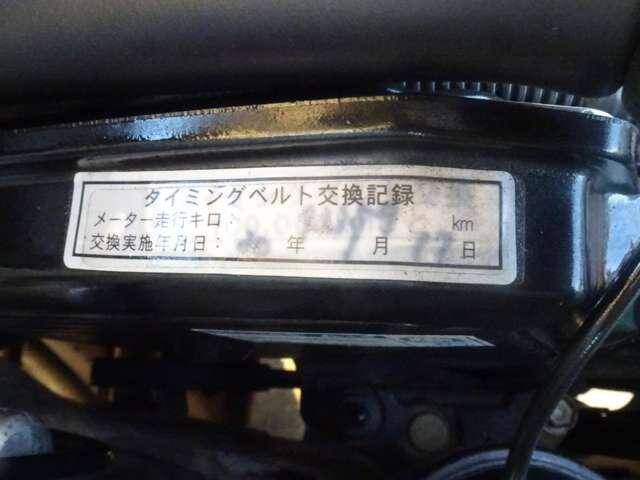 タイミングベルト交換記録
メーター走行キロ： km
交換実施年月日： 年 月 日